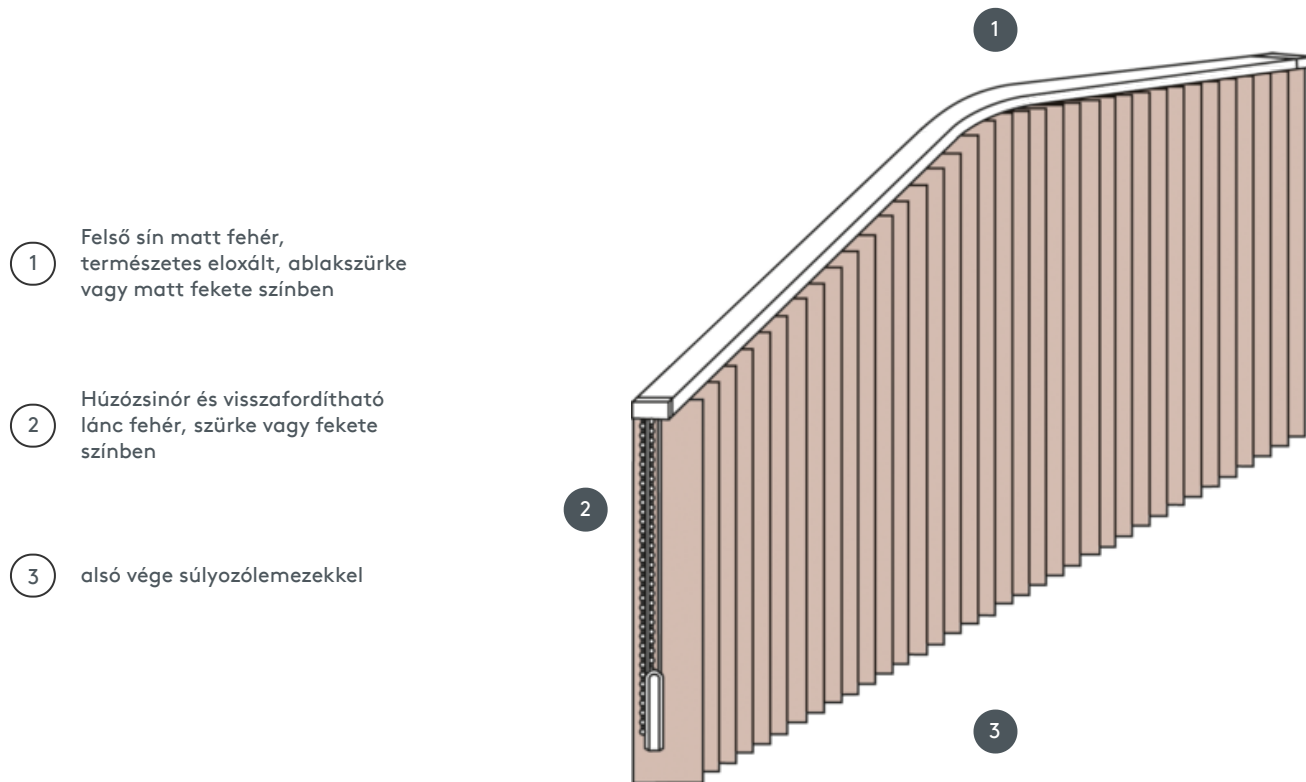 1
Felső sín matt fehér,
természetes eloxált, ablakszürke
vagy matt fekete színben
2
Húzózsinór és visszafordítható
lánc fehér, szürke vagy fekete
színben
3
alsó vége súlyozólemezekkel
1
2
3